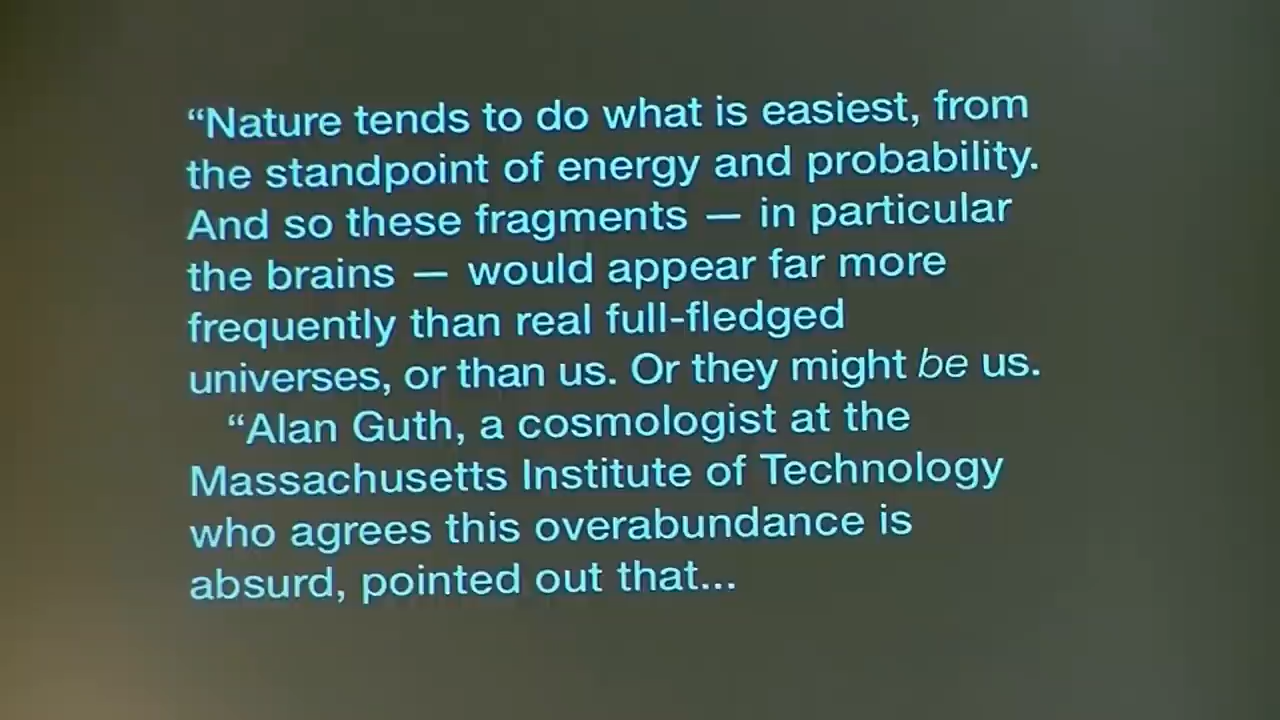 “Nature tends to do what is easiest, from
the standpoint of energy and probability.
And so these fragments — in particular
the brains — would appear far more
frequently than real full-fledged
universes, or than us. Or they might be us.
“Alan Guth, a cosmologist at the
Massachusetts Institute of Technology
who agrees this overabundance is
absurd, pointed out that...